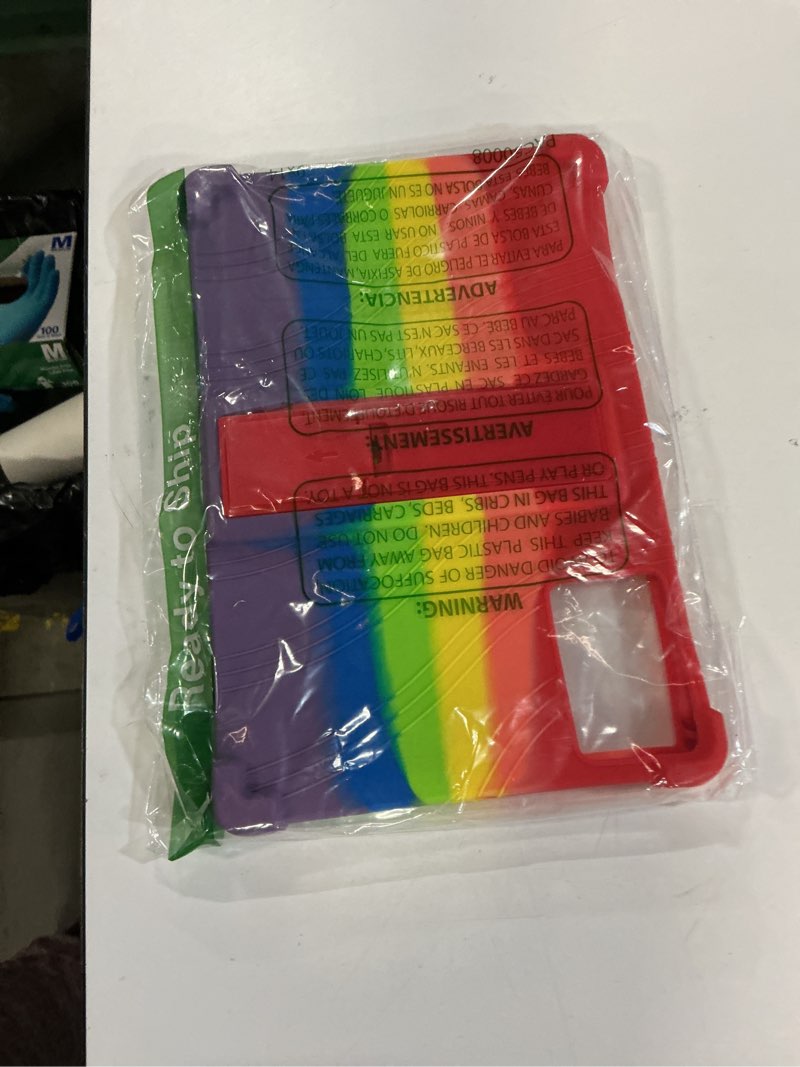 Ready to Ship
WARNING:
DANGER OF SUFFOCATION
KEEP THIS PLASTIC BAG AWAY FROM
BABIES AND CHILDREN. DO NOT USE
THIS BAG IN CRIBS, BEDS, CARRIAGES
OR PLAY PENS. THIS BAG IS NOT A TOY.
AVERTISSEMENT:
POUR EVITER TOUT RISQUE D'ETOUFFEMENT,
GARDEZ CE SAC EN PLASTIQUE LOIN DE
BEBES ET LES ENFANTS. N'UTILISEZ PAS CE
SAC DANS LES BERCEAUX, LITS, CHARIOTS OU
PARC AU BEBE. CE SAC N'EST PAS UN JOUET.
ADVERTENCIA:
PARA EVITAR EL PELIGRO DE ASFIXIA, MANTENGA
ESTA BOLSA DE PLASTICO FUERA DEL ALCANCE
DE BEBES Y NINOS. NO USAR ESTA BOLSA EN
CUNAS, CAMAS, CARRIOLAS O CORRALES PARA
BEBE. ESTA BOLSA NO ES UN JUGUETE.
M
100
M